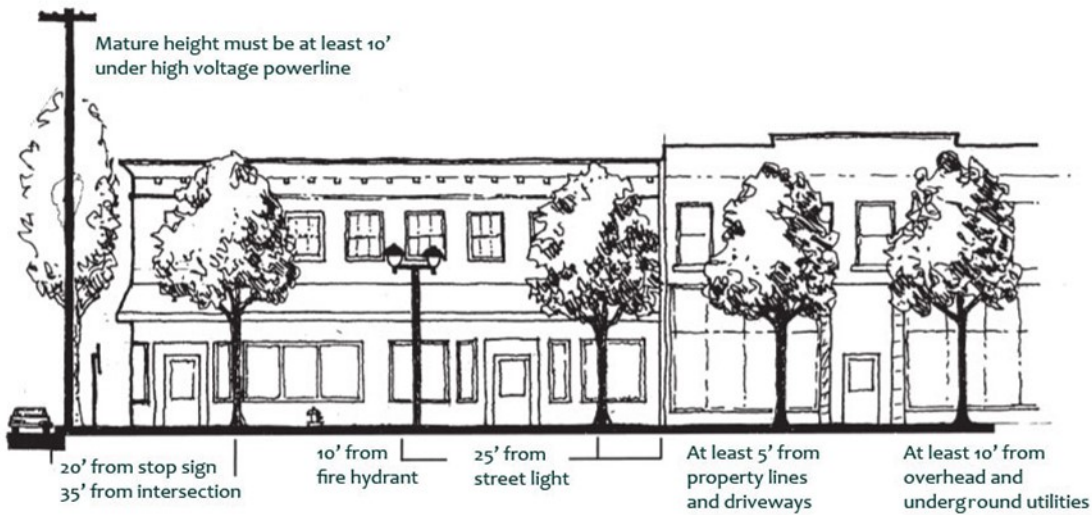 Mature height must be at least 10’
under high voltage powerline
20’ from stop sign
35’ from intersection
10’ from
fire hydrant
25’ from
street light
At least 5’ from
property lines
and driveways
At least 10’ from
overhead and
underground utilities